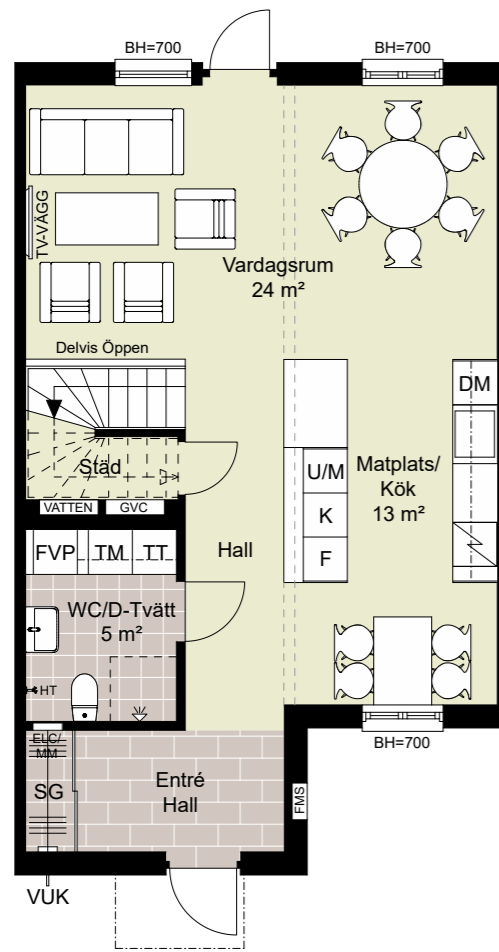 BH=700
BH=700
TV-VÄGG
Vardagsrum
24 m²
Delvis Öppen
DM
Städ
U/M
K
F
Matplats/
Kök
13 m²
VATTEN
GVC
FVP
TM
TT
Hall
WC/D-Tvätt
5 m²
HT
ELC/
MM
SG
Entré
Hall
FMS
BH=700
VUK